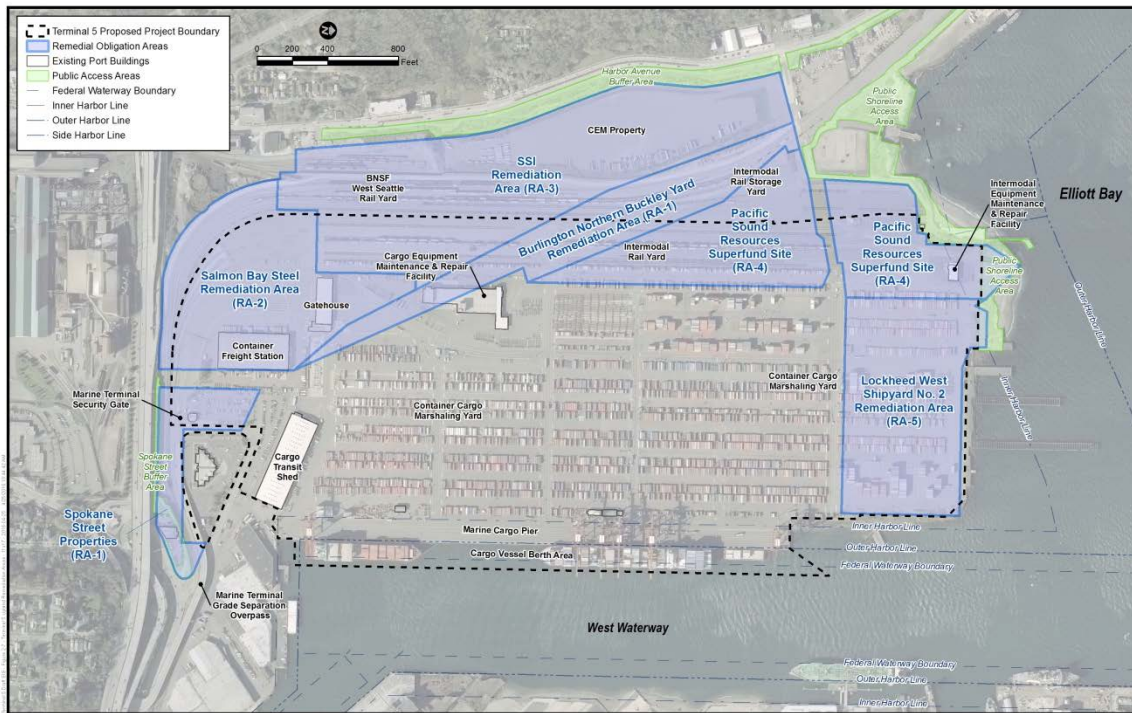 Terminal 5 Proposed Project Boundary
Remedial Obligation Areas
Existing Port Buildings
Public Access Areas
Federal Waterway Boundary
Inner Harbor Line
Outer Harbor Line
Side Harbor Line
N
0 200 400 800
Feet
Harbor Avenue
Buffer Area
CEM Property
Public
Shoreline
Access
Area
SSI
Remediation
Area (RA-3)
BNSF
West Seattle
Rail Yard
Intermodal
Rail Storage
Yard
Burlington Northern Buckley Yard
Remediation Area (RA-1)
Intermodal
Equipment
Maintenance
& Repair
Facility
Elliott Bay
Pacific
Sound
Resources
Superfund Site
(RA-4)
Pacific
Sound
Resources
Superfund Site
(RA-4)
Public
Shoreline
Access
Area
Outer Harbor Line
Salmon Bay Steel
Remediation Area
(RA-2)
Cargo Equipment
Maintenance & Repair
Facility
Intermodal
Rail Yard
Gatehouse
Container
Freight Station
Inner Harbor Line
Marine Terminal
Security Gate
Container Cargo
Marshaling Yard
Container Cargo
Marshaling Yard
Lockheed West
Shipyard No. 2
Remediation Area
(RA-5)
Spokane
Street
Buffer
Area
Cargo
Transit
Shed
Spokane
Street
Properties
(RA-1)
Marine Cargo Pier
Inner Harbor Line
Cargo Vessel Berth Area
Outer Harbor Line
Federal Waterway Boundary
Marine Terminal
Grade Separation
Overpass
West Waterway
Federal Waterway Boundary
Outer Harbor Line
Inner Harbor Line